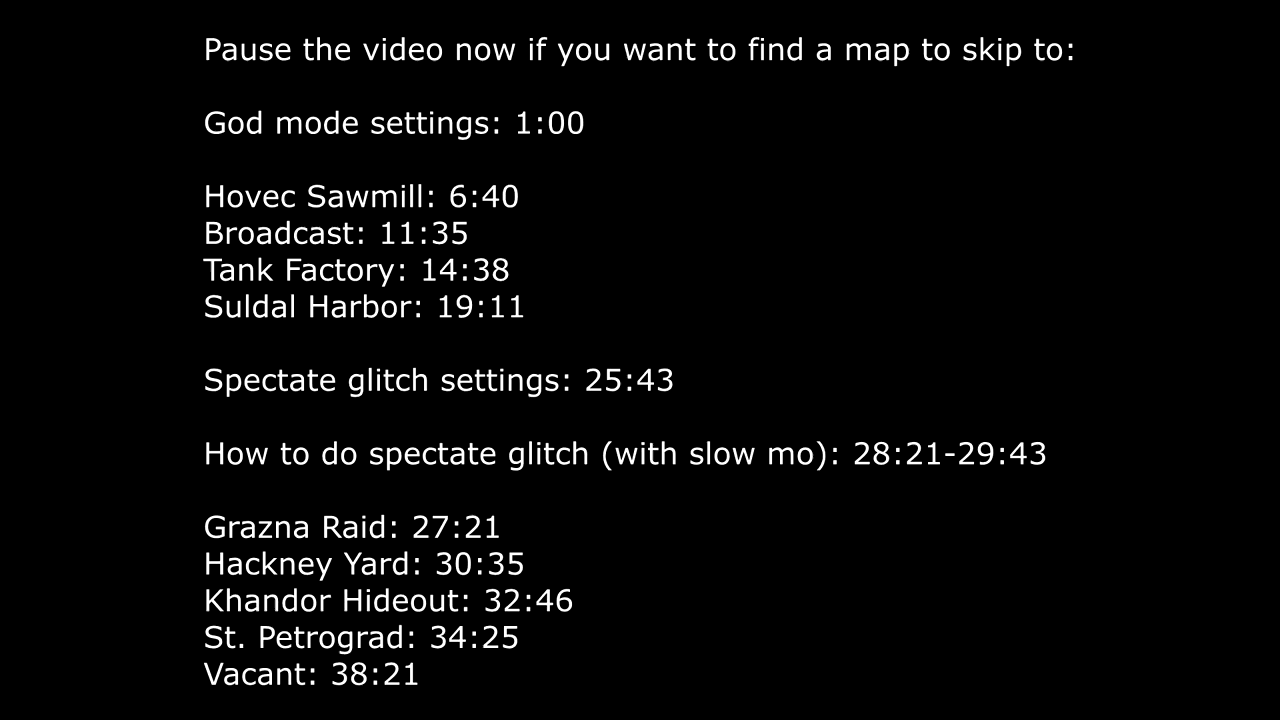 Pause the video now if you want to find a map to skip to:
God mode settings: 1:00
Hovec Sawmill: 6:40
Broadcast: 11:35
Tank Factory: 14:38
Suldal Harbor: 19:11
Spectate glitch settings: 25:43
How to do spectate glitch (with slow mo): 28:21-29:43
Grazna Raid: 27:21
Hackney Yard: 30:35
Khandor Hideout: 32:46
St. Petrograd: 34:25
Vacant: 38:21